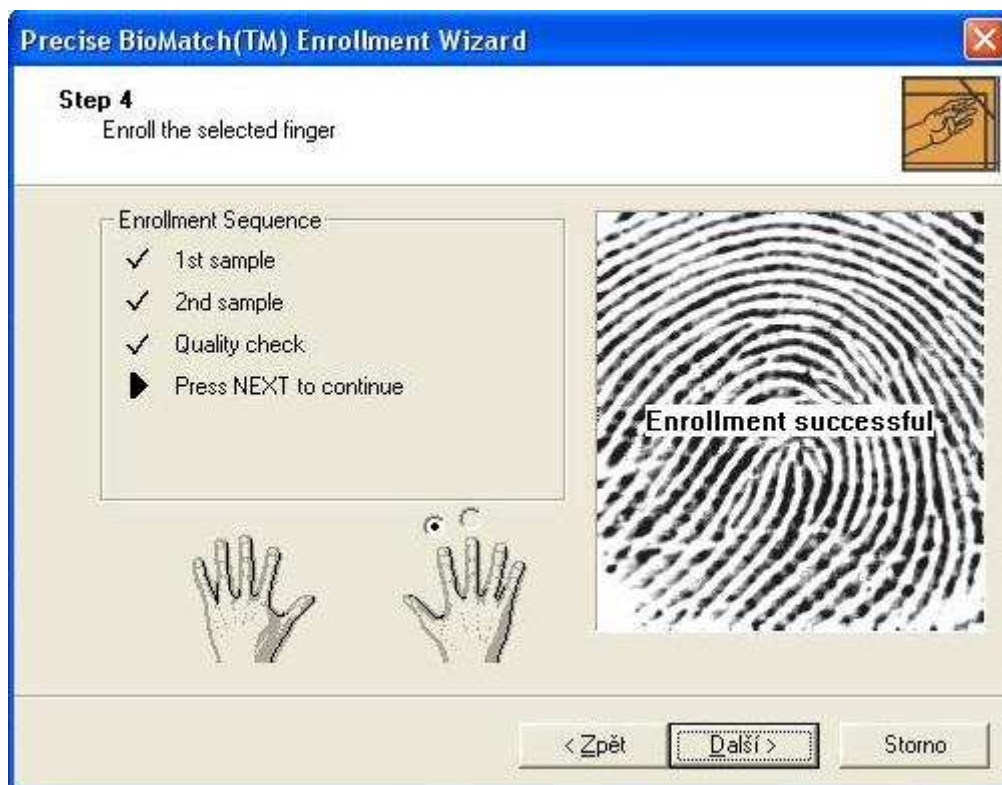 Precise BioMatch(TM) Enrollment Wizard
Step 4
Enroll the selected finger
Enrollment Sequence
1st sample
2nd sample
Quality check
Press NEXT to continue
Enrollment successful
< Zpět
Další >
Storno